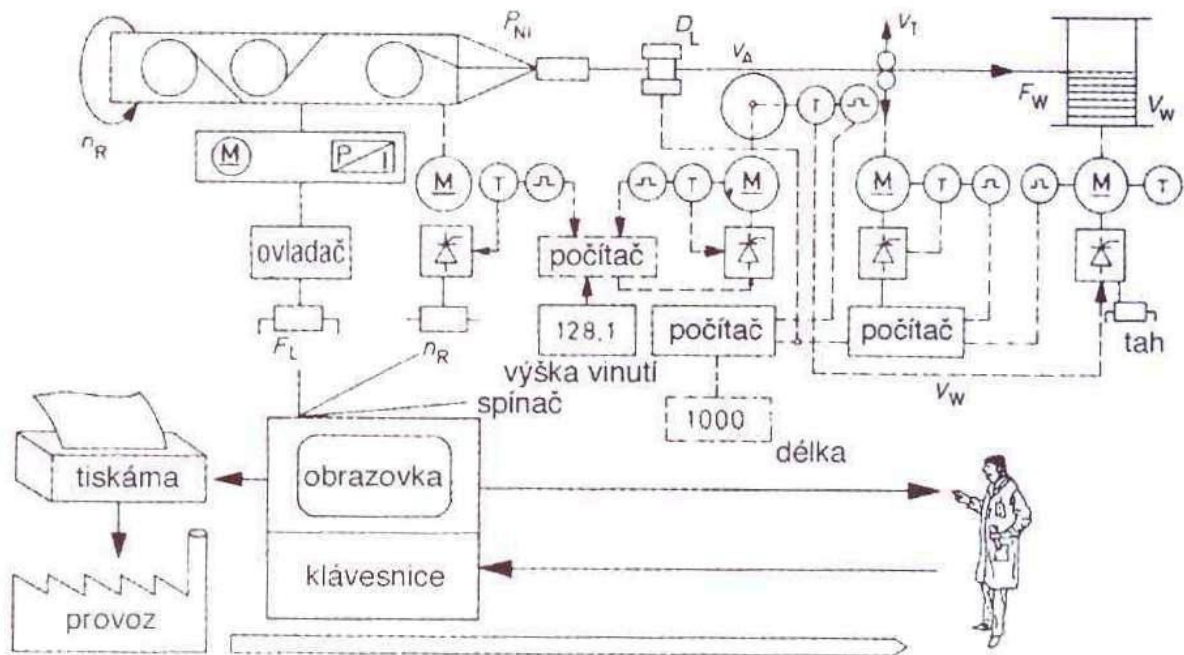 P_Ni
D_L
V_A
V_T
F_W
V_W
n_R
M
P
I
M
T
T
M
T
M
T
M
T
ovladač
počítač
F_L
n_R
128.1
výška vinutí
počítač
počítač
tah
V_W
spínač
1000
délka
tiskáma
obrazovka
klávesnice
provoz